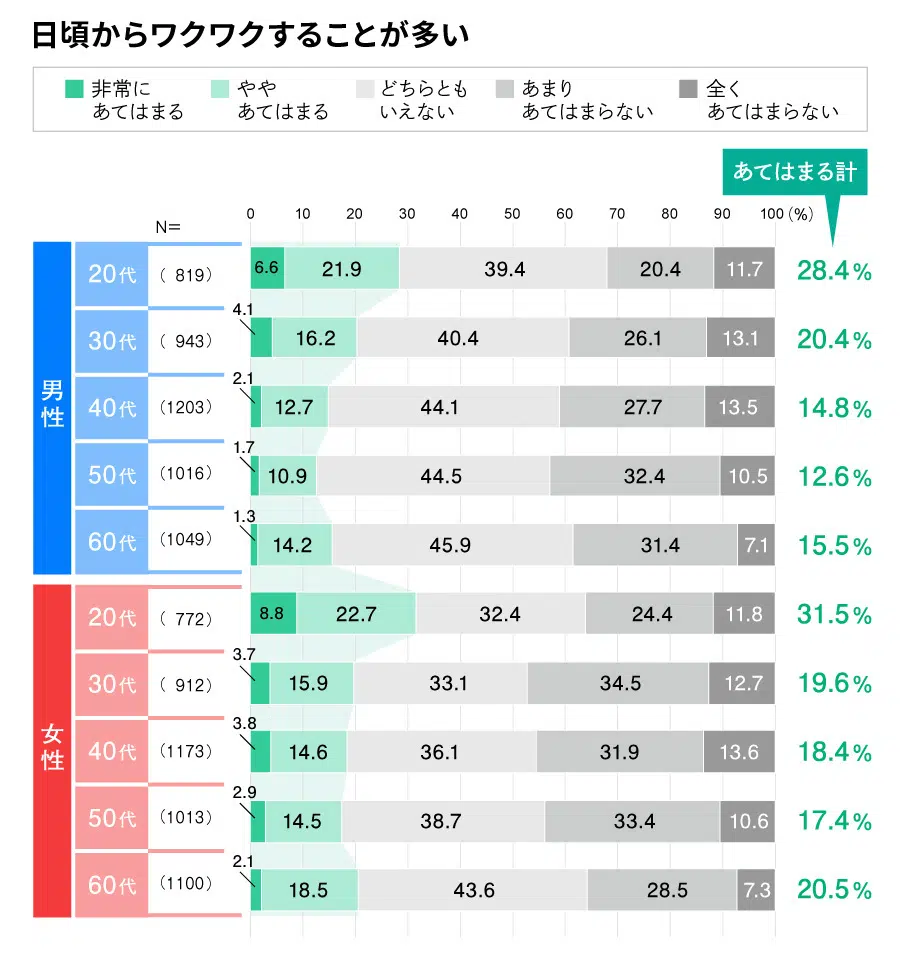 日頃からワクワクすることが多い
非常に やや どちらとも あまり 全く
あてはまる あてはまる いえない あてはまらない あてはまらない
あてはまる計
N= 0 10 20 30 40 50 60 70 80 90 100 (%)
男性
20代 ( 819) 6.6 21.9 39.4 20.4 11.7 28.4%
30代 ( 943) 4.1 16.2 40.4 26.1 13.1 20.4%
40代 (1203) 2.1 12.7 44.1 27.7 13.5 14.8%
50代 (1016) 1.7 10.9 44.5 32.4 10.5 12.6%
60代 (1049) 1.3 14.2 45.9 31.4 7.1 15.5%
女性
20代 ( 772) 8.8 22.7 32.4 24.4 11.8 31.5%
30代 ( 912) 3.7 15.9 33.1 34.5 12.7 19.6%
40代 (1173) 3.8 14.6 36.1 31.9 13.6 18.4%
50代 (1013) 2.9 14.5 38.7 33.4 10.6 17.4%
60代 (1100) 2.1 18.5 43.6 28.5 7.3 20.5%